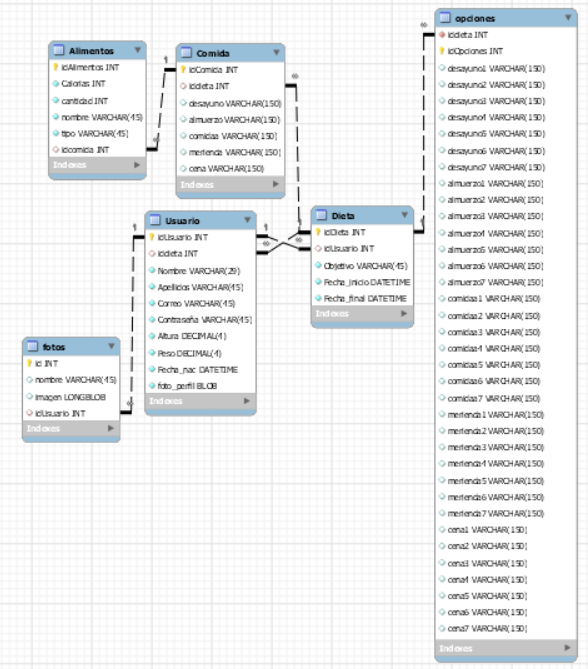 Alimentos
idAlimentos INT
Calorias INT
cantidad INT
nombre VARCHAR(45)
tipo VARCHAR(45)
idcomida INT
Indexes
Comida
idComida INT
iddieta INT
desayuno VARCHAR(150)
almuerzo VARCHAR(150)
comidaa VARCHAR(150)
merienda VARCHAR(150)
cena VARCHAR(150)
Indexes
Usuario
idUsuario INT
iddieta INT
Nombre VARCHAR(29)
Apellidos VARCHAR(45)
Correo VARCHAR(45)
Contraseña VARCHAR(45)
Altura DECIMAL(4)
Peso DECIMAL(4)
Fecha_nac DATETIME
foto_perfil BLOB
Indexes
fotos
id INT
nombre VARCHAR(45)
imagen LONGBLOB
idUsuario INT
Indexes
Dieta
idDieta INT
idUsuario INT
Objetivo VARCHAR(45)
Fecha_inicio DATETIME
Fecha_final DATETIME
Indexes
opciones
iddieta INT
idOpciones INT
desayuno1 VARCHAR(150)
desayuno2 VARCHAR(150)
desayuno3 VARCHAR(150)
desayuno4 VARCHAR(150)
desayuno5 VARCHAR(150)
desayuno6 VARCHAR(150)
desayuno7 VARCHAR(150)
almuerzo1 VARCHAR(150)
almuerzo2 VARCHAR(150)
almuerzo3 VARCHAR(150)
almuerzo4 VARCHAR(150)
almuerzo5 VARCHAR(150)
almuerzo6 VARCHAR(150)
almuerzo7 VARCHAR(150)
comidaa1 VARCHAR(150)
comidaa2 VARCHAR(150)
comidaa3 VARCHAR(150)
comidaa4 VARCHAR(150)
comidaa5 VARCHAR(150)
comidaa6 VARCHAR(150)
comidaa7 VARCHAR(150)
merienda1 VARCHAR(150)
merienda2 VARCHAR(150)
merienda3 VARCHAR(150)
merienda4 VARCHAR(150)
merienda5 VARCHAR(150)
merienda6 VARCHAR(150)
merienda7 VARCHAR(150)
cena1 VARCHAR(150)
cena2 VARCHAR(150)
cena3 VARCHAR(150)
cena4 VARCHAR(150)
cena5 VARCHAR(150)
cena6 VARCHAR(150)
cena7 VARCHAR(150)
Indexes